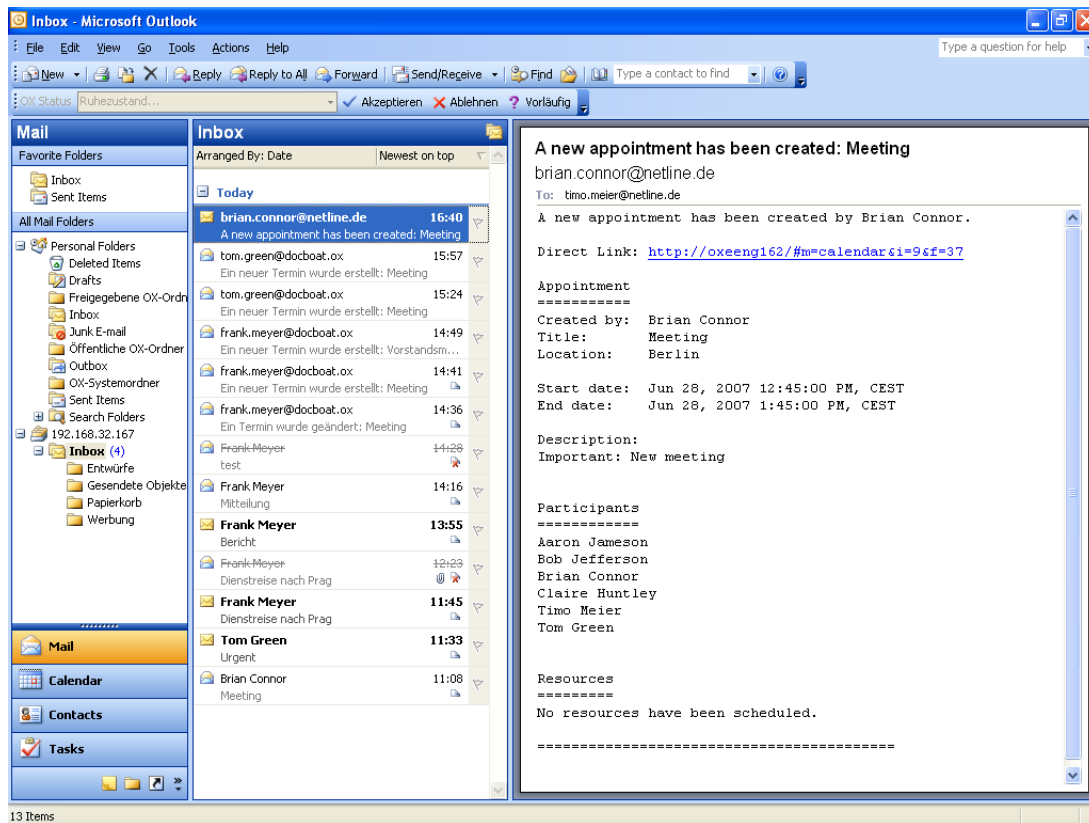 Inbox - Microsoft Outlook
File Edit View Go Tools Actions Help
Type a question for help
New Reply Reply to All Forward Send/Receive Find Type a contact to find
OX Status Ruhezustand... Akzeptieren Ablehnen ? Vorläufig
Mail
Favorite Folders
Inbox
Sent Items
All Mail Folders
Personal Folders
Deleted Items
Drafts
Freigegebene OX-Ordn
Inbox
Junk E-mail
Öffentliche OX-Ordner
Outbox
OX-Systemordner
Sent Items
Search Folders
192.168.32.167
Inbox (4)
Entwürfe
Gesendete Objekte
Papierkorb
Werbung
Mail
Calendar
Contacts
Tasks
Inbox
Arranged By: Date Newest on top
Today
brian.connor@netline.de 16:40
A new appointment has been created: Meeting
tom.green@docboat.ox 15:57
Ein neuer Termin wurde erstellt: Meeting
tom.green@docboat.ox 15:24
Ein neuer Termin wurde erstellt: Meeting
frank.meyer@docboat.ox 14:49
Ein neuer Termin wurde erstellt: Vorstandsm...
frank.meyer@docboat.ox 14:41
Ein neuer Termin wurde erstellt: Meeting
frank.meyer@docboat.ox 14:36
Ein Termin wurde geändert: Meeting
Frank Meyer 14:28
test
Frank Meyer 14:16
Mitteilung
Frank Meyer 13:55
Bericht
Frank Meyer 12:23
Dienstreise nach Prag
Frank Meyer 11:45
Dienstreise nach Prag
Tom Green 11:33
Urgent
Brian Connor 11:08
Meeting
A new appointment has been created: Meeting
brian.connor@netline.de
To: timo.meier@netline.de
A new appointment has been created by Brian Connor.
Direct Link: http://oxeeng162/#m=calendar&i=9&f=37
Appointment
===========
Created by: Brian Connor
Title: Meeting
Location: Berlin
Start date: Jun 28, 2007 12:45:00 PM, CEST
End date: Jun 28, 2007 1:45:00 PM, CEST
Description:
Important: New meeting
Participants
============
Aaron Jameson
Bob Jefferson
Brian Connor
Claire Huntley
Timo Meier
Tom Green
Resources
=========
No resources have been scheduled.
==========================================
13 Items